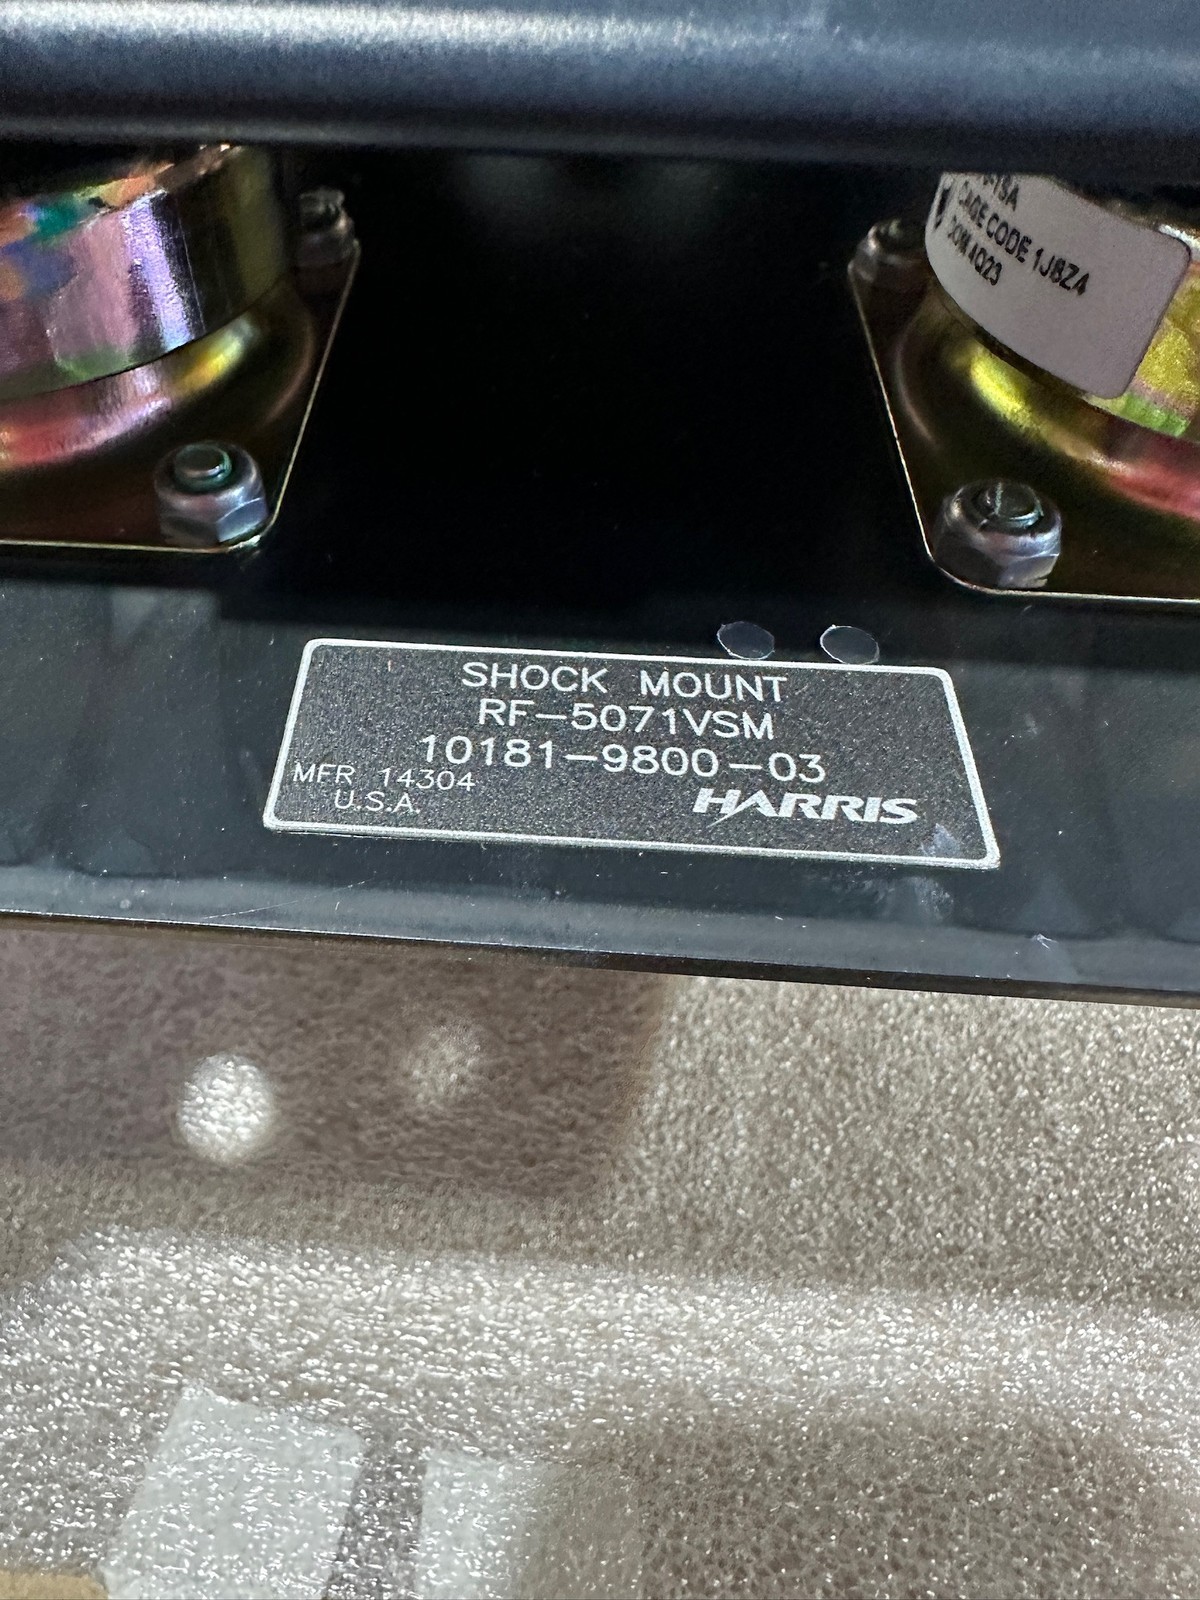 CAGE CODE 1J8Z4
DOM 4Q23
SHOCK MOUNT
RF-5071VSM
10181-9800-03
MFR 14304
U.S.A.
HARRIS